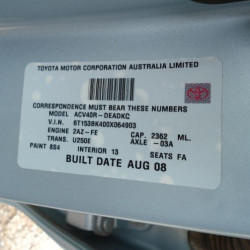 TOYOTA MOTOR CORPORATION AUSTRALIA LIMITED
CORRESPONDENCE MUST BEAR THESE NUMBERS
MODEL ACV40R-DEADKC
V.I.N. 6T153BK400X064903
ENGINE 2AZ-FE CAP. 2362 ML.
TRANS. U250E AXLE -03A
PAINT 8S4 INTERIOR 13 SEATS FA
BUILT DATE AUG 08